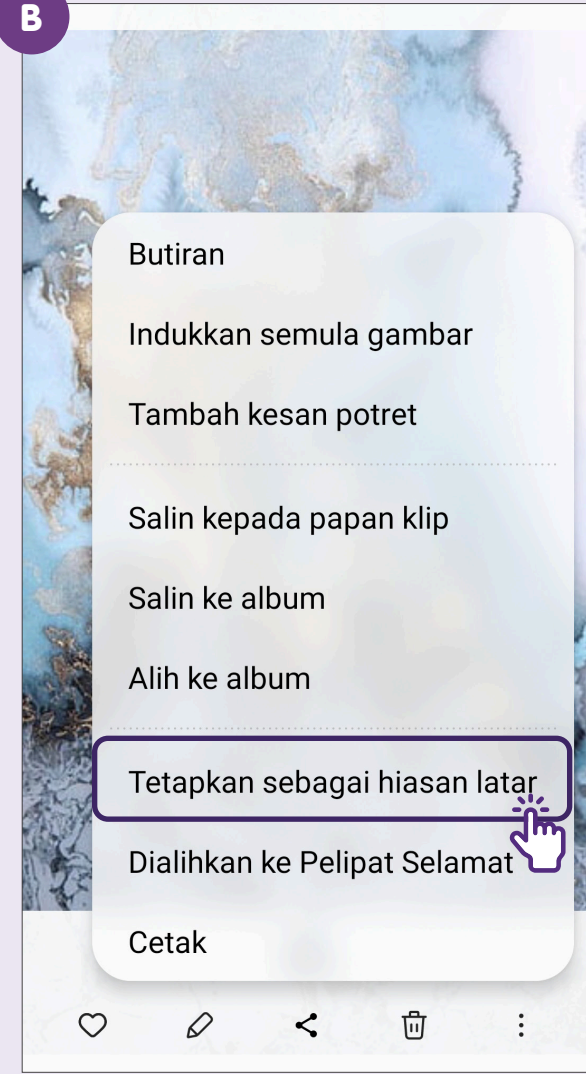 B
Butiran
Indukkan semula gambar
Tambah kesan potret
Salin kepada papan klip
Salin ke album
Alih ke album
Tetapkan sebagai hiasan latar
Dialihkan ke Pelipat Selamat
Cetak